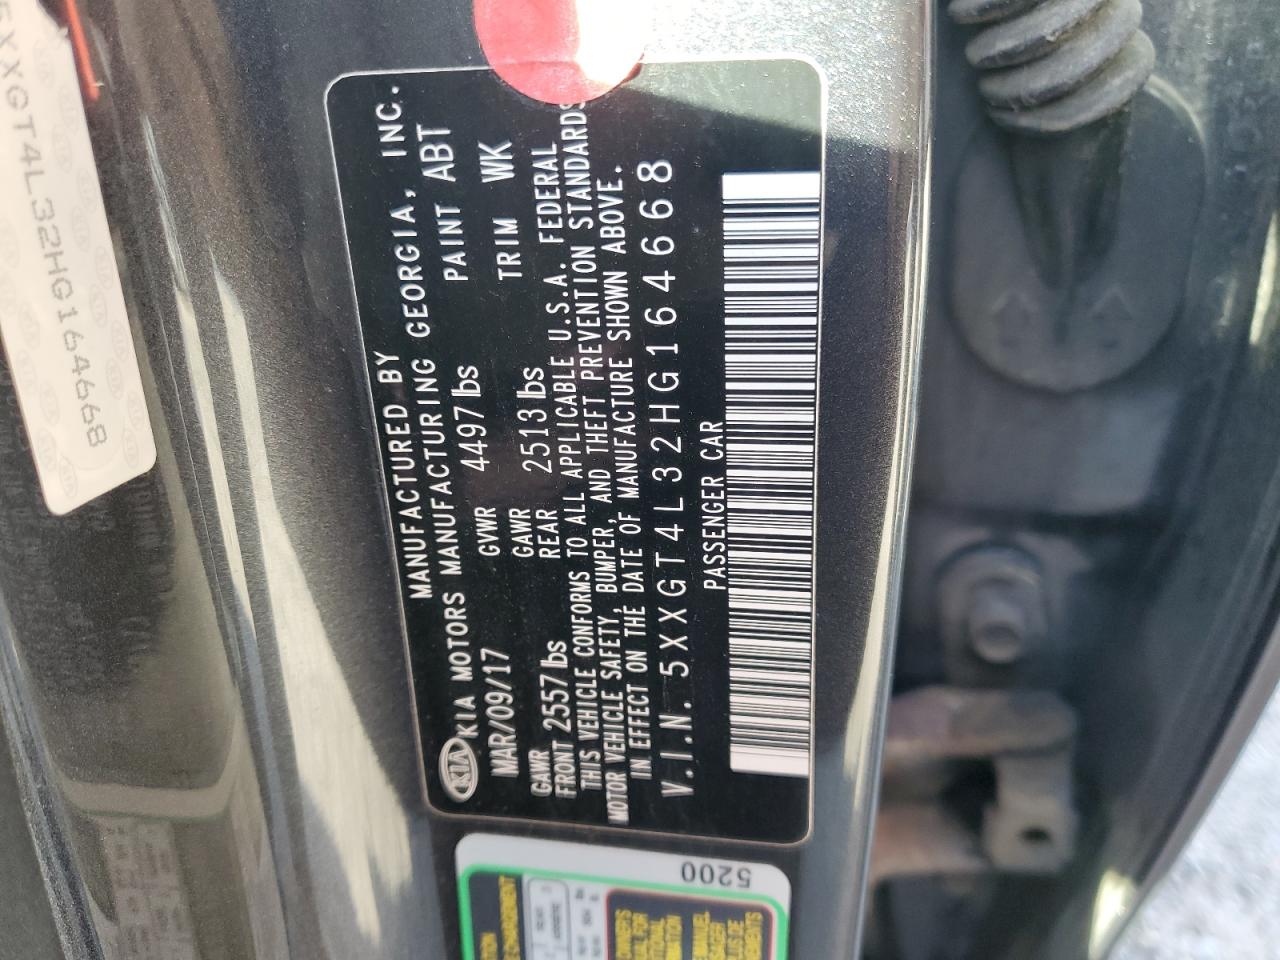 5XXGT4L32HG164668
KIA
MANUFACTURED BY
KIA MOTORS MANUFACTURING GEORGIA, INC.
MAR/09/17 GVWR 4497 lbs PAINT ABT
GAWR FRONT 2557 lbs GAWR REAR 2513 lbs TRIM WK
THIS VEHICLE CONFORMS TO ALL APPLICABLE U.S.A. FEDERAL
MOTOR VEHICLE SAFETY, BUMPER, AND THEFT PREVENTION STANDARDS
IN EFFECT ON THE DATE OF MANUFACTURE SHOWN ABOVE.
V.I.N. 5XXGT4L32HG164668
PASSENGER CAR
5200